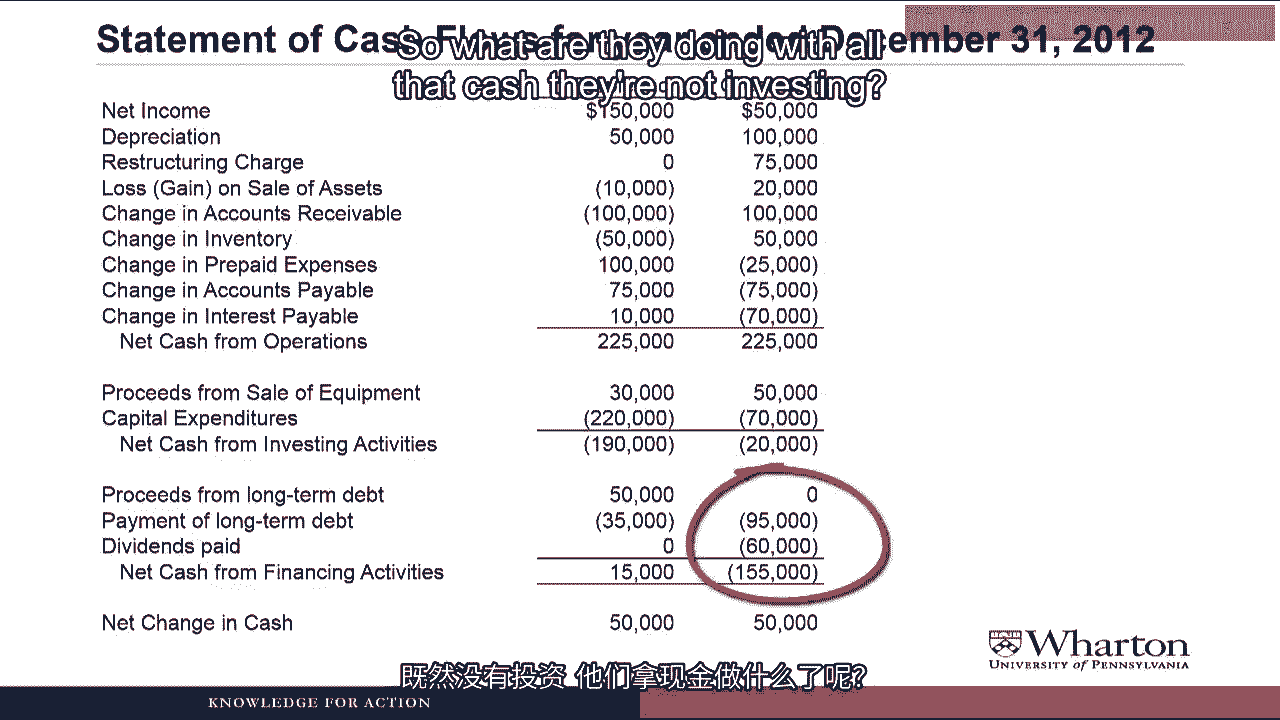 Statement of Cash Flows for year ended December 31, 2012
So what are they doing with all
that cash they're not investing?
Net Income $150,000 $50,000
Depreciation 50,000 100,000
Restructuring Charge 0 75,000
Loss (Gain) on Sale of Assets (10,000) 20,000
Change in Accounts Receivable (100,000) 100,000
Change in Inventory (50,000) 50,000
Change in Prepaid Expenses 100,000 (25,000)
Change in Accounts Payable 75,000 (75,000)
Change in Interest Payable 10,000 (70,000)
Net Cash from Operations 225,000 225,000
Proceeds from Sale of Equipment 30,000 50,000
Capital Expenditures (220,000) (70,000)
Net Cash from Investing Activities (190,000) (20,000)
Proceeds from long-term debt 50,000 0
Payment of long-term debt (35,000) (95,000)
Dividends paid 0 (60,000)
Net Cash from Financing Activities 15,000 (155,000)
Net Change in Cash 50,000 50,000
Wharton
UNIVERSITY of PENNSYLVANIA
既然没有投资 他们拿现金做什么了呢?
KNOWLEDGE FOR ACTION